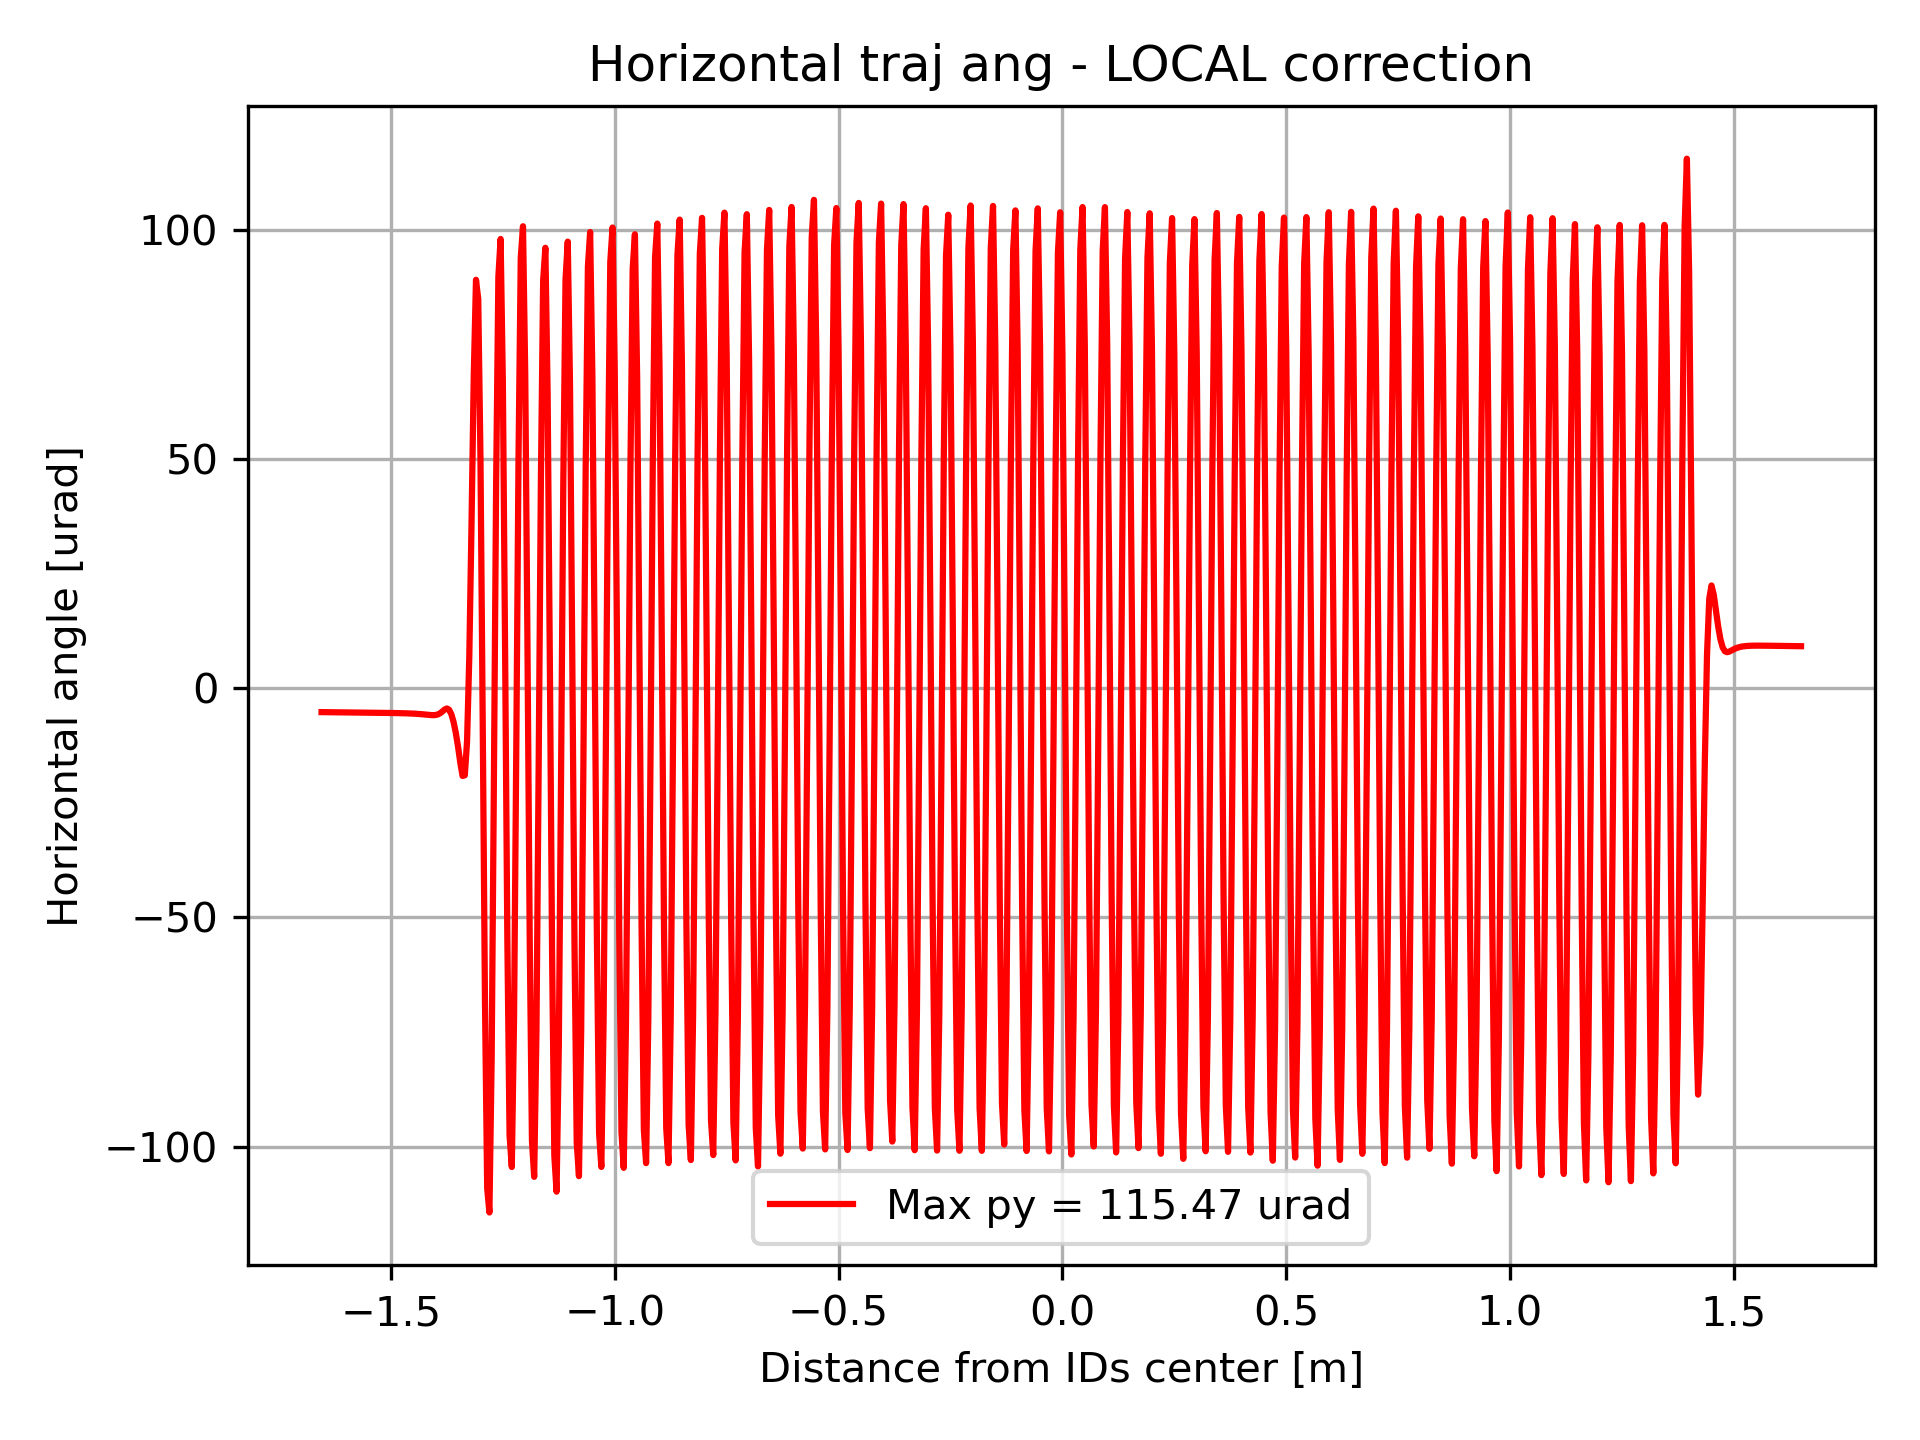 Horizontal traj ang - LOCAL correction
Horizontal angle [urad]
100
50
0
−50
−100
Max py = 115.47 urad
−1.5 −1.0 −0.5 0.0 0.5 1.0 1.5
Distance from IDs center [m]